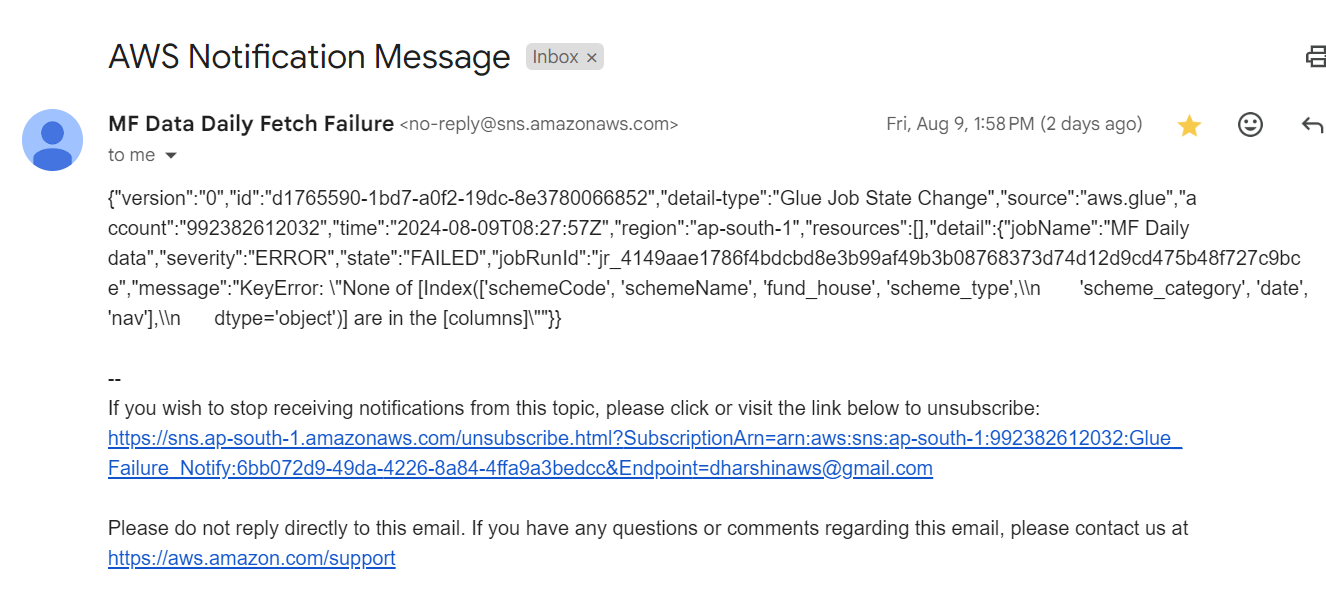 AWS Notification Message Inbox ×
MF Data Daily Fetch Failure <no-reply@sns.amazonaws.com> Fri, Aug 9, 1:58 PM (2 days ago)
to me
{"version":"0","id":"d1765590-1bd7-a0f2-19dc-8e3780066852","detail-type":"Glue Job State Change","source":"aws.glue","a
ccount":"992382612032","time":"2024-08-09T08:27:57Z","region":"ap-south-1","resources":[],"detail":{"jobName":"MF Daily
data","severity":"ERROR","state":"FAILED","jobRunId":"jr_4149aae1786f4bdcbd8e3b99af49b3b08768373d74d12d9cd475b48f727c9bc
e","message":"KeyError: \"None of [Index(['schemeCode', 'schemeName', 'fund_house', 'scheme_type',\\n       'scheme_category', 'date',
'nav'],\\n      dtype='object')] are in the [columns]\""}}
--
If you wish to stop receiving notifications from this topic, please click or visit the link below to unsubscribe:
https://sns.ap-south-1.amazonaws.com/unsubscribe.html?SubscriptionArn=arn:aws:sns:ap-south-1:992382612032:Glue_
Failure_Notify:6bb072d9-49da-4226-8a84-4ffa9a3bedcc&Endpoint=dharshinaws@gmail.com
Please do not reply directly to this email. If you have any questions or comments regarding this email, please contact us at
https://aws.amazon.com/support